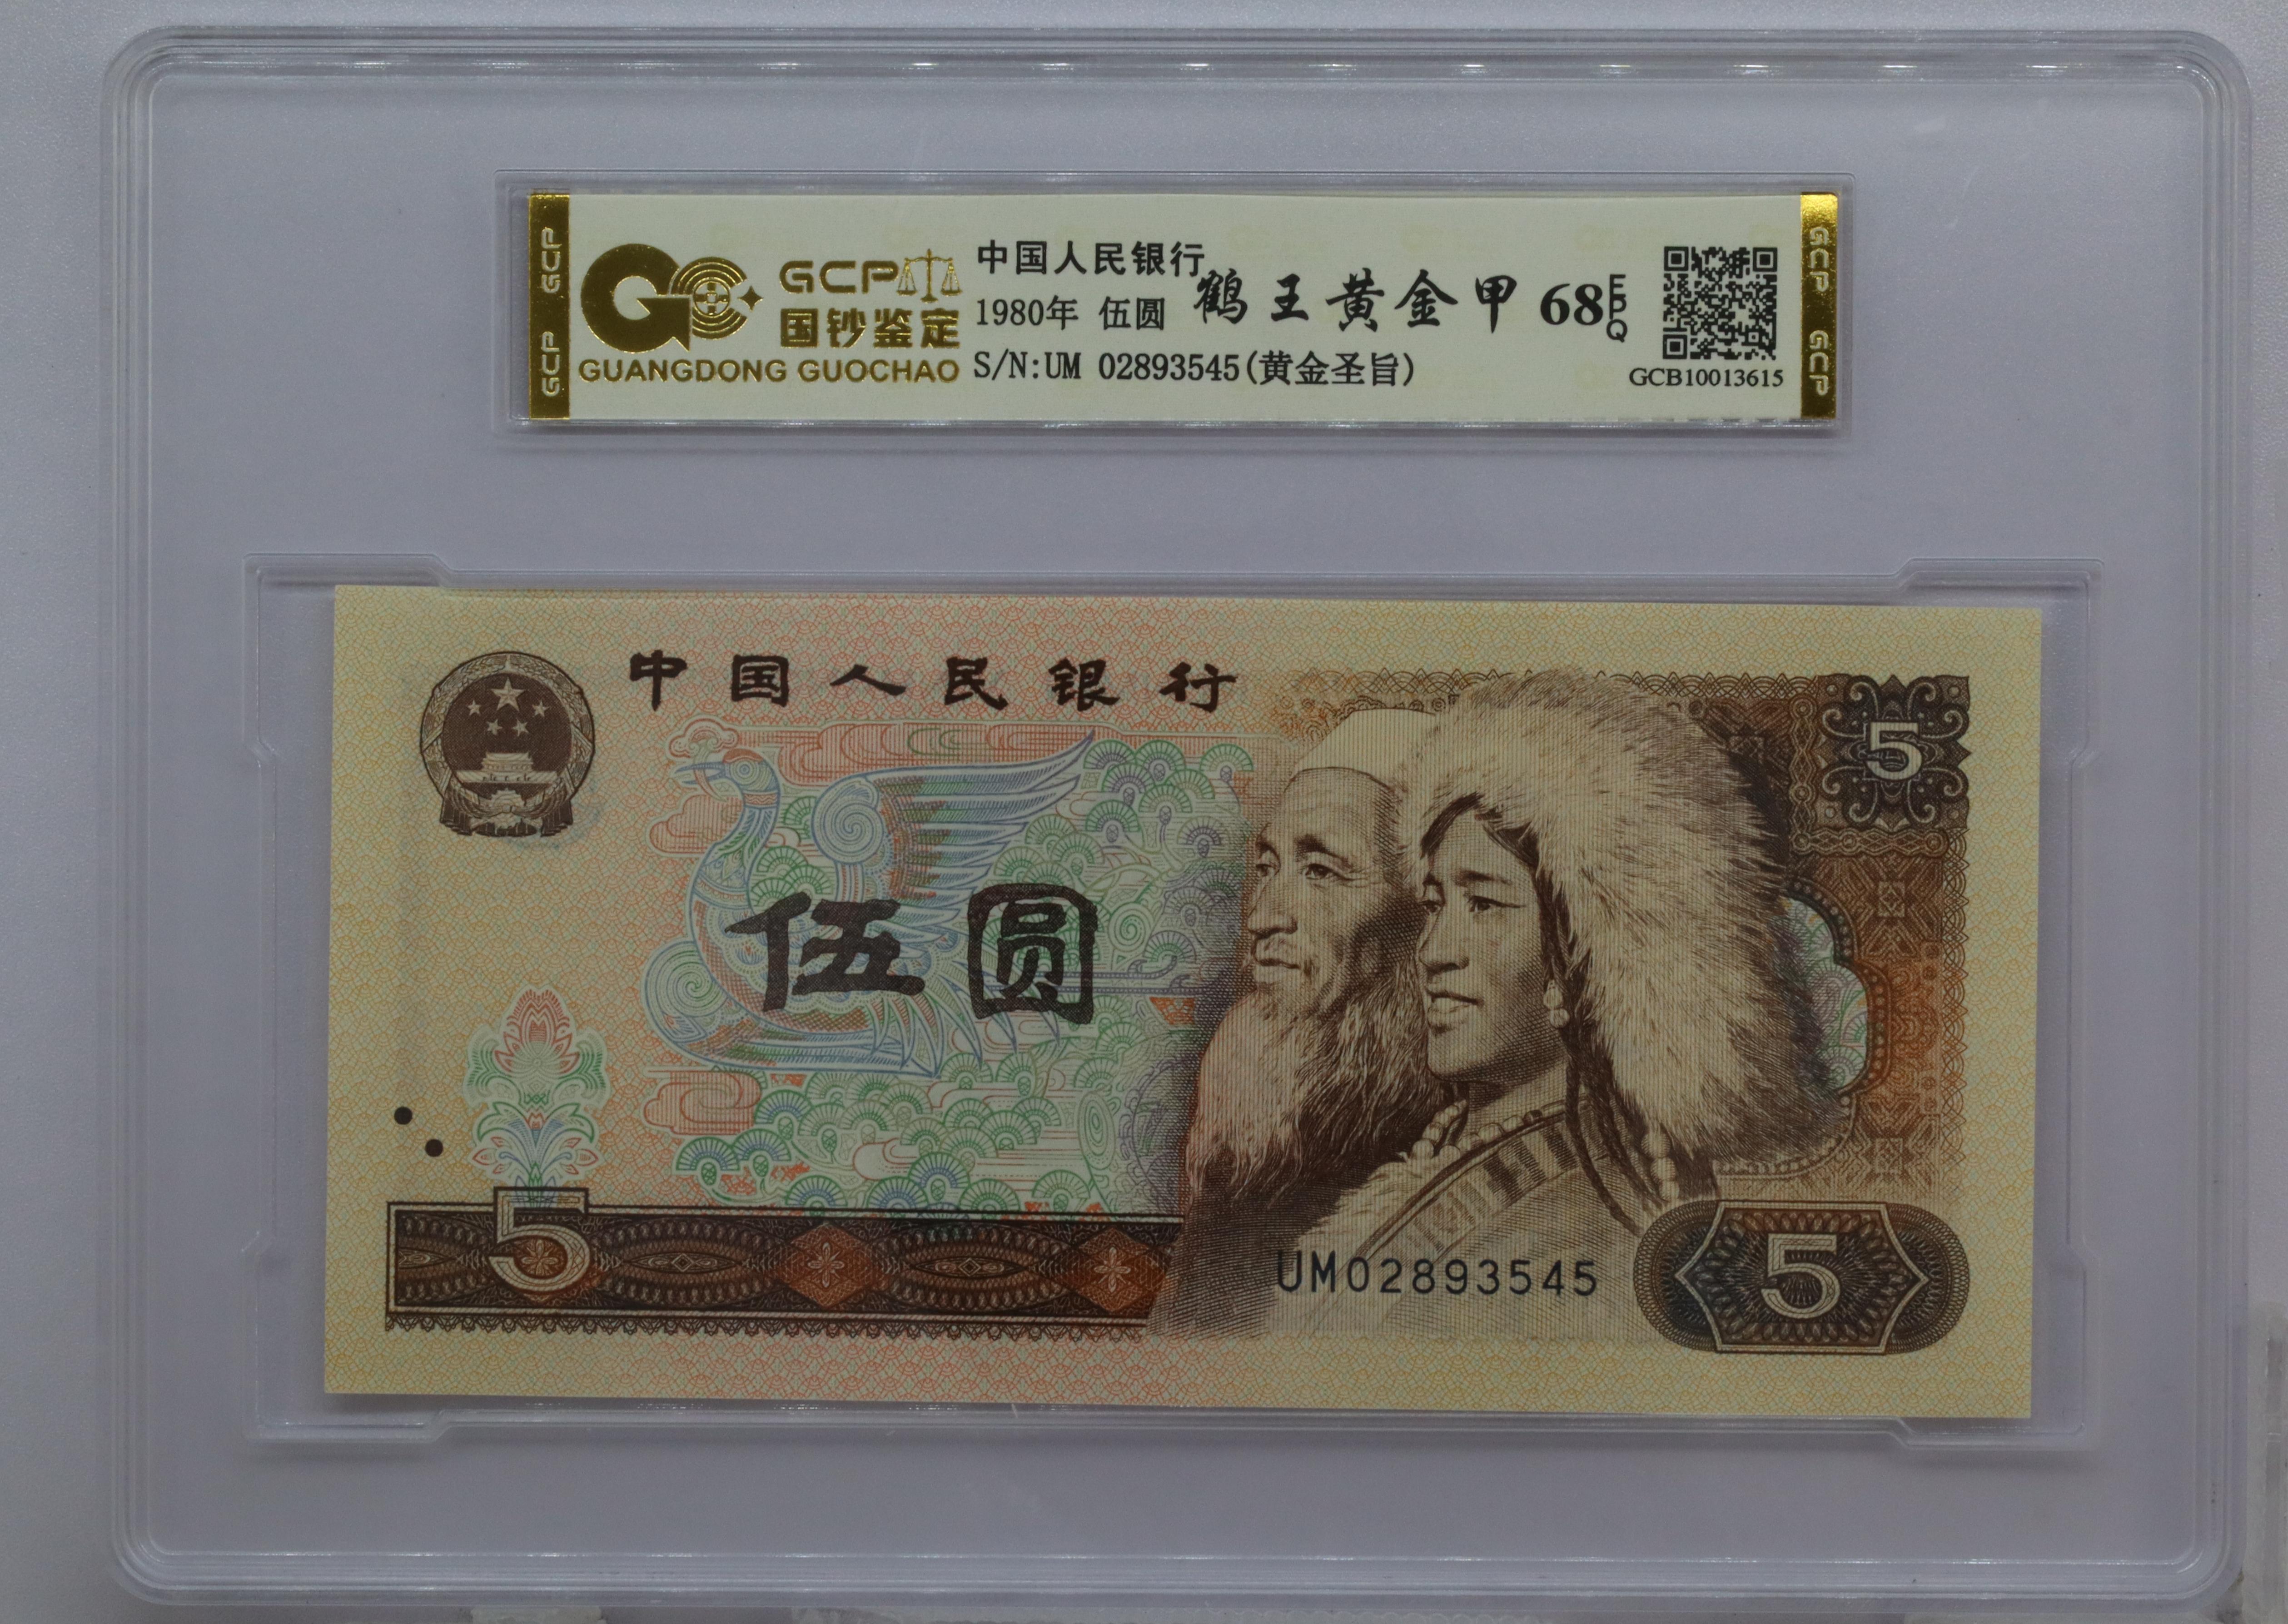 GCP GCP
GCP
国钞鉴定
GUANGDONG GUOCHAO
中国人民银行
1980年 伍圆
鹤王黄金甲
68
EPQ
S/N:UM 02893545(黄金圣旨)
GCB10013615
GCP GCP
中国人民银行
5
伍圆
5
UM02893545
5